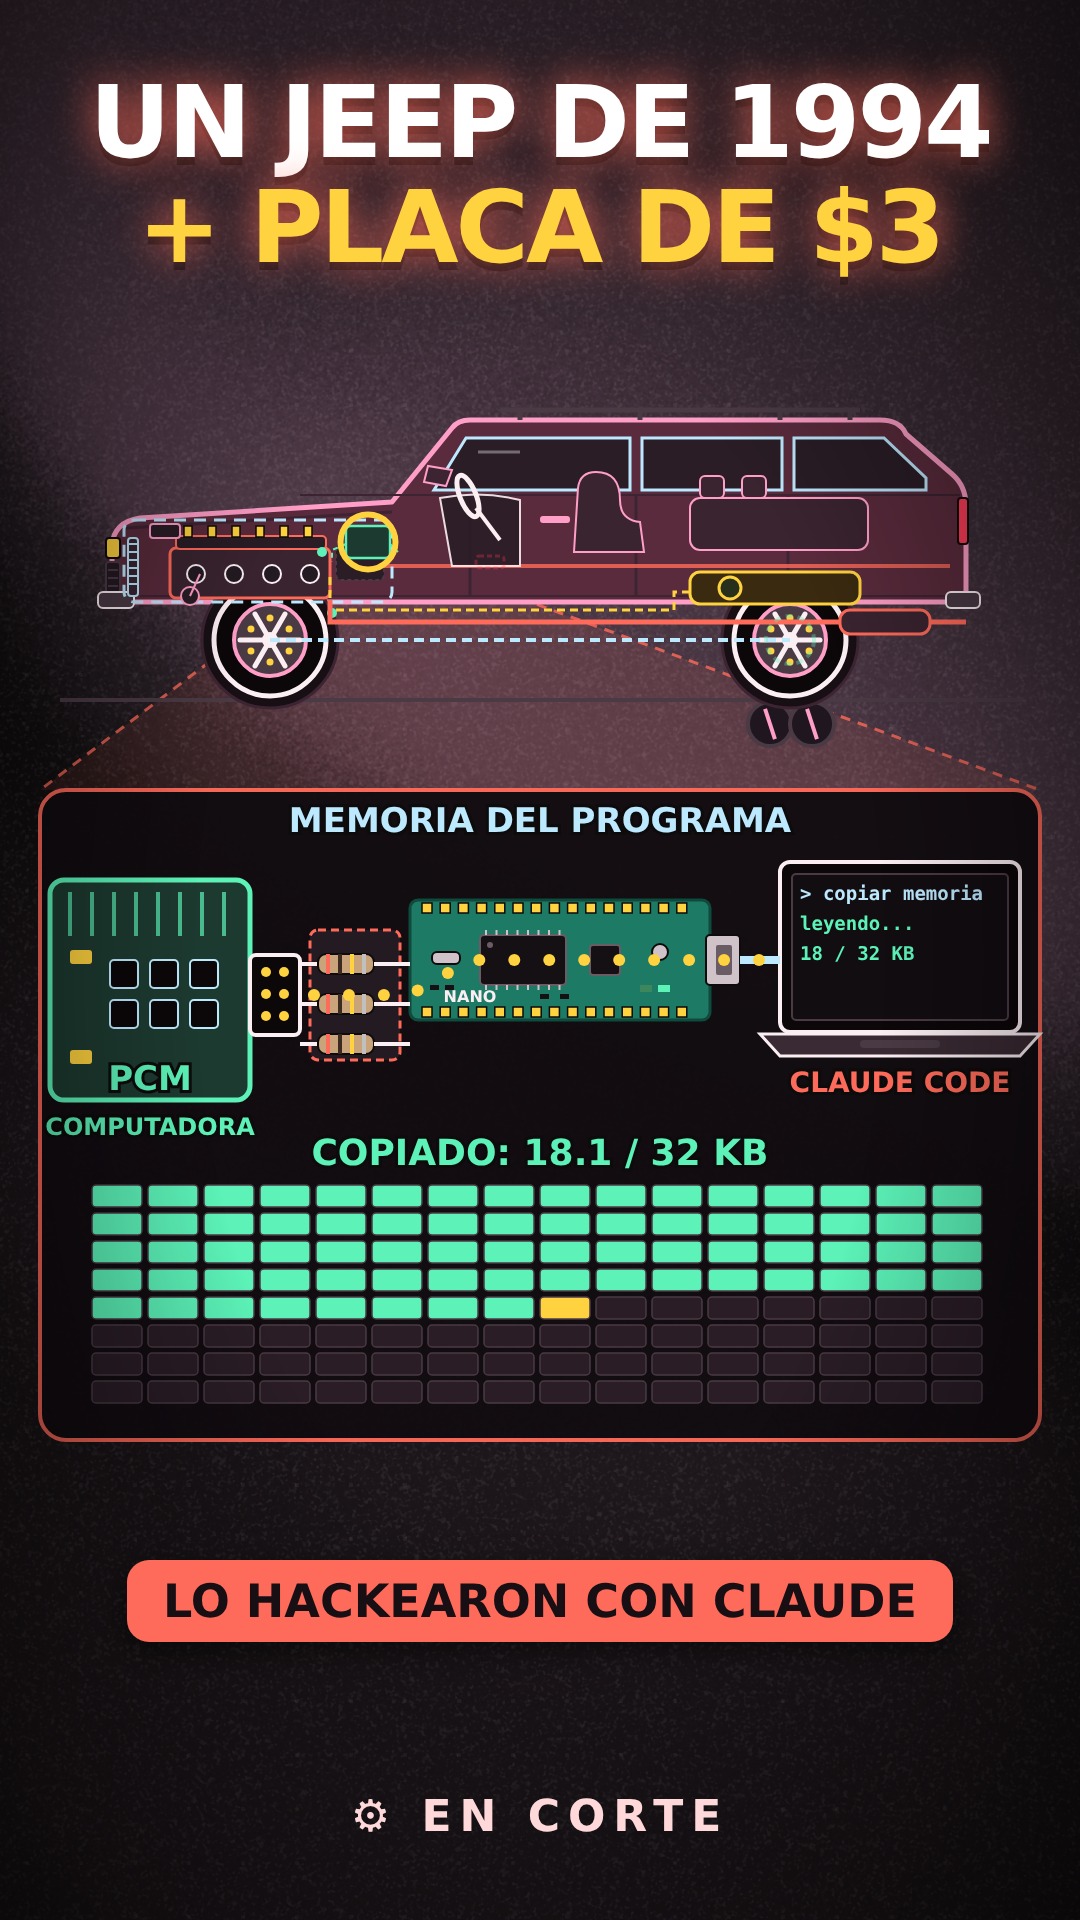 UN JEEP DE 1994
+ PLACA DE $3
MEMORIA DEL PROGRAMA
> copiar memoria
leyendo...
18 / 32 KB
NANO
PCM
COMPUTADORA
CLAUDE CODE
COPIADO: 18.1 / 32 KB
LO HACKEARON CON CLAUDE
⚙ EN CORTE